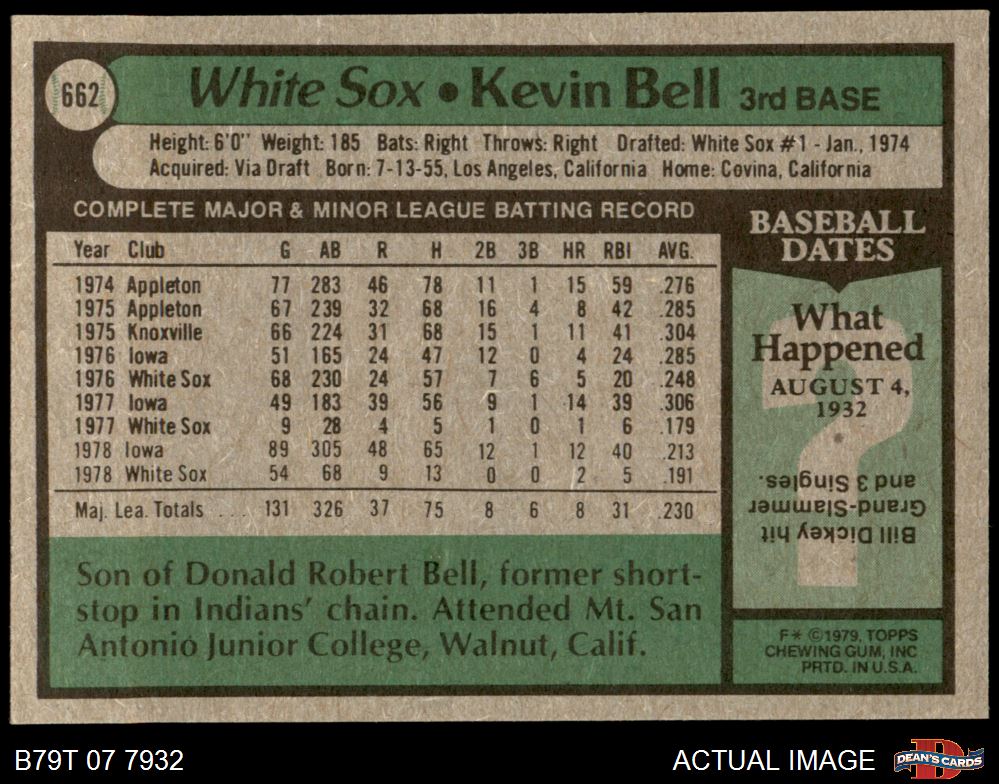 662
White Sox • Kevin Bell 3rd BASE
Height: 6'0" Weight: 185 Bats: Right Throws: Right Drafted: White Sox #1 - Jan., 1974
Acquired: Via Draft Born: 7-13-55, Los Angeles, California Home: Covina, California
COMPLETE MAJOR & MINOR LEAGUE BATTING RECORD
Year Club G AB R H 2B 3B HR RBI AVG.
1974 Appleton 77 283 46 78 11 1 15 59 .276
1975 Appleton 67 239 32 68 16 4 8 42 .285
1975 Knoxville 66 224 31 68 15 1 11 41 .304
1976 Iowa 51 165 24 47 12 0 4 24 .285
1976 White Sox 68 230 24 57 7 6 5 20 .248
1977 Iowa 49 183 39 56 9 1 14 39 .306
1977 White Sox 9 28 4 5 1 0 1 6 .179
1978 Iowa 89 305 48 65 12 1 12 40 .213
1978 White Sox 54 68 9 13 0 0 2 5 .191
Maj. Lea. Totals ... 131 326 37 75 8 6 8 31 .230
Son of Donald Robert Bell, former short-
stop in Indians' chain. Attended Mt. San
Antonio Junior College, Walnut, Calif.
BASEBALL
DATES
What
Happened
AUGUST 4,
1932
?
Bill Dickey hit
Grand-Slammer
and 3 Singles.
F* ©1979, TOPPS
CHEWING GUM, INC
PRTD. IN U.S.A.
B79T 07 7932
ACTUAL IMAGE
DEAN'S CARDS